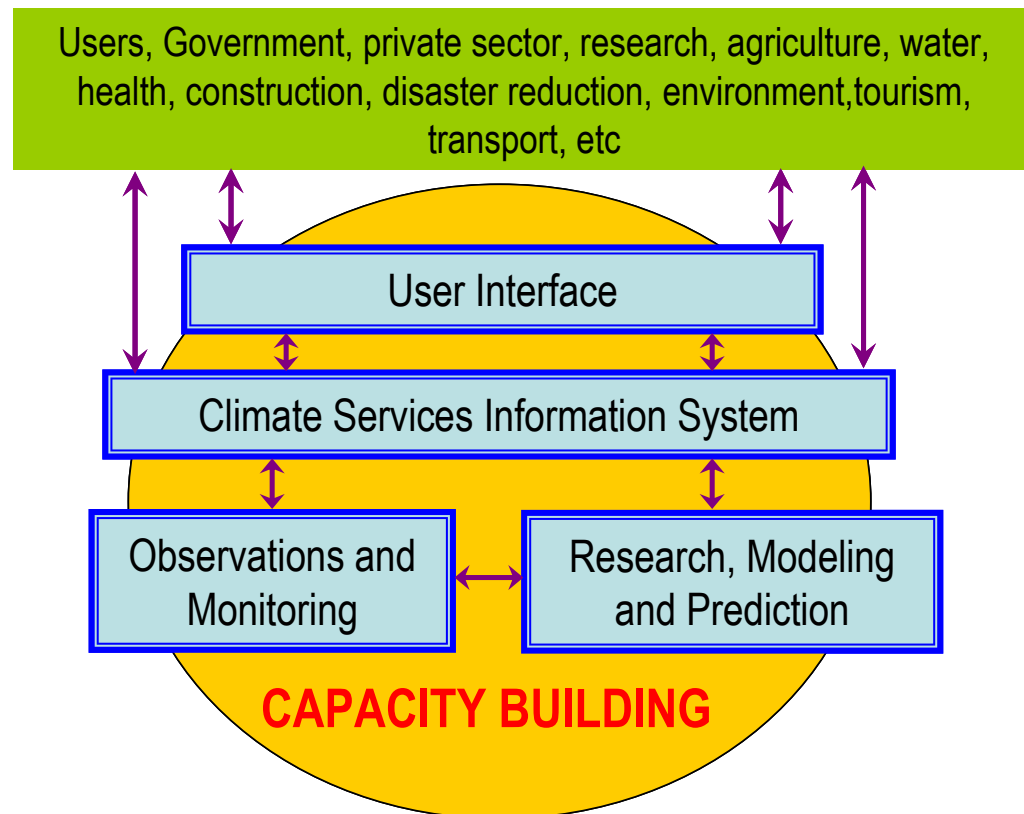 Users, Government, private sector, research, agriculture, water,
health, construction, disaster reduction, environment,tourism,
transport, etc
User Interface
Climate Services Information System
Observations and
Monitoring
Research, Modeling
and Prediction
CAPACITY BUILDING